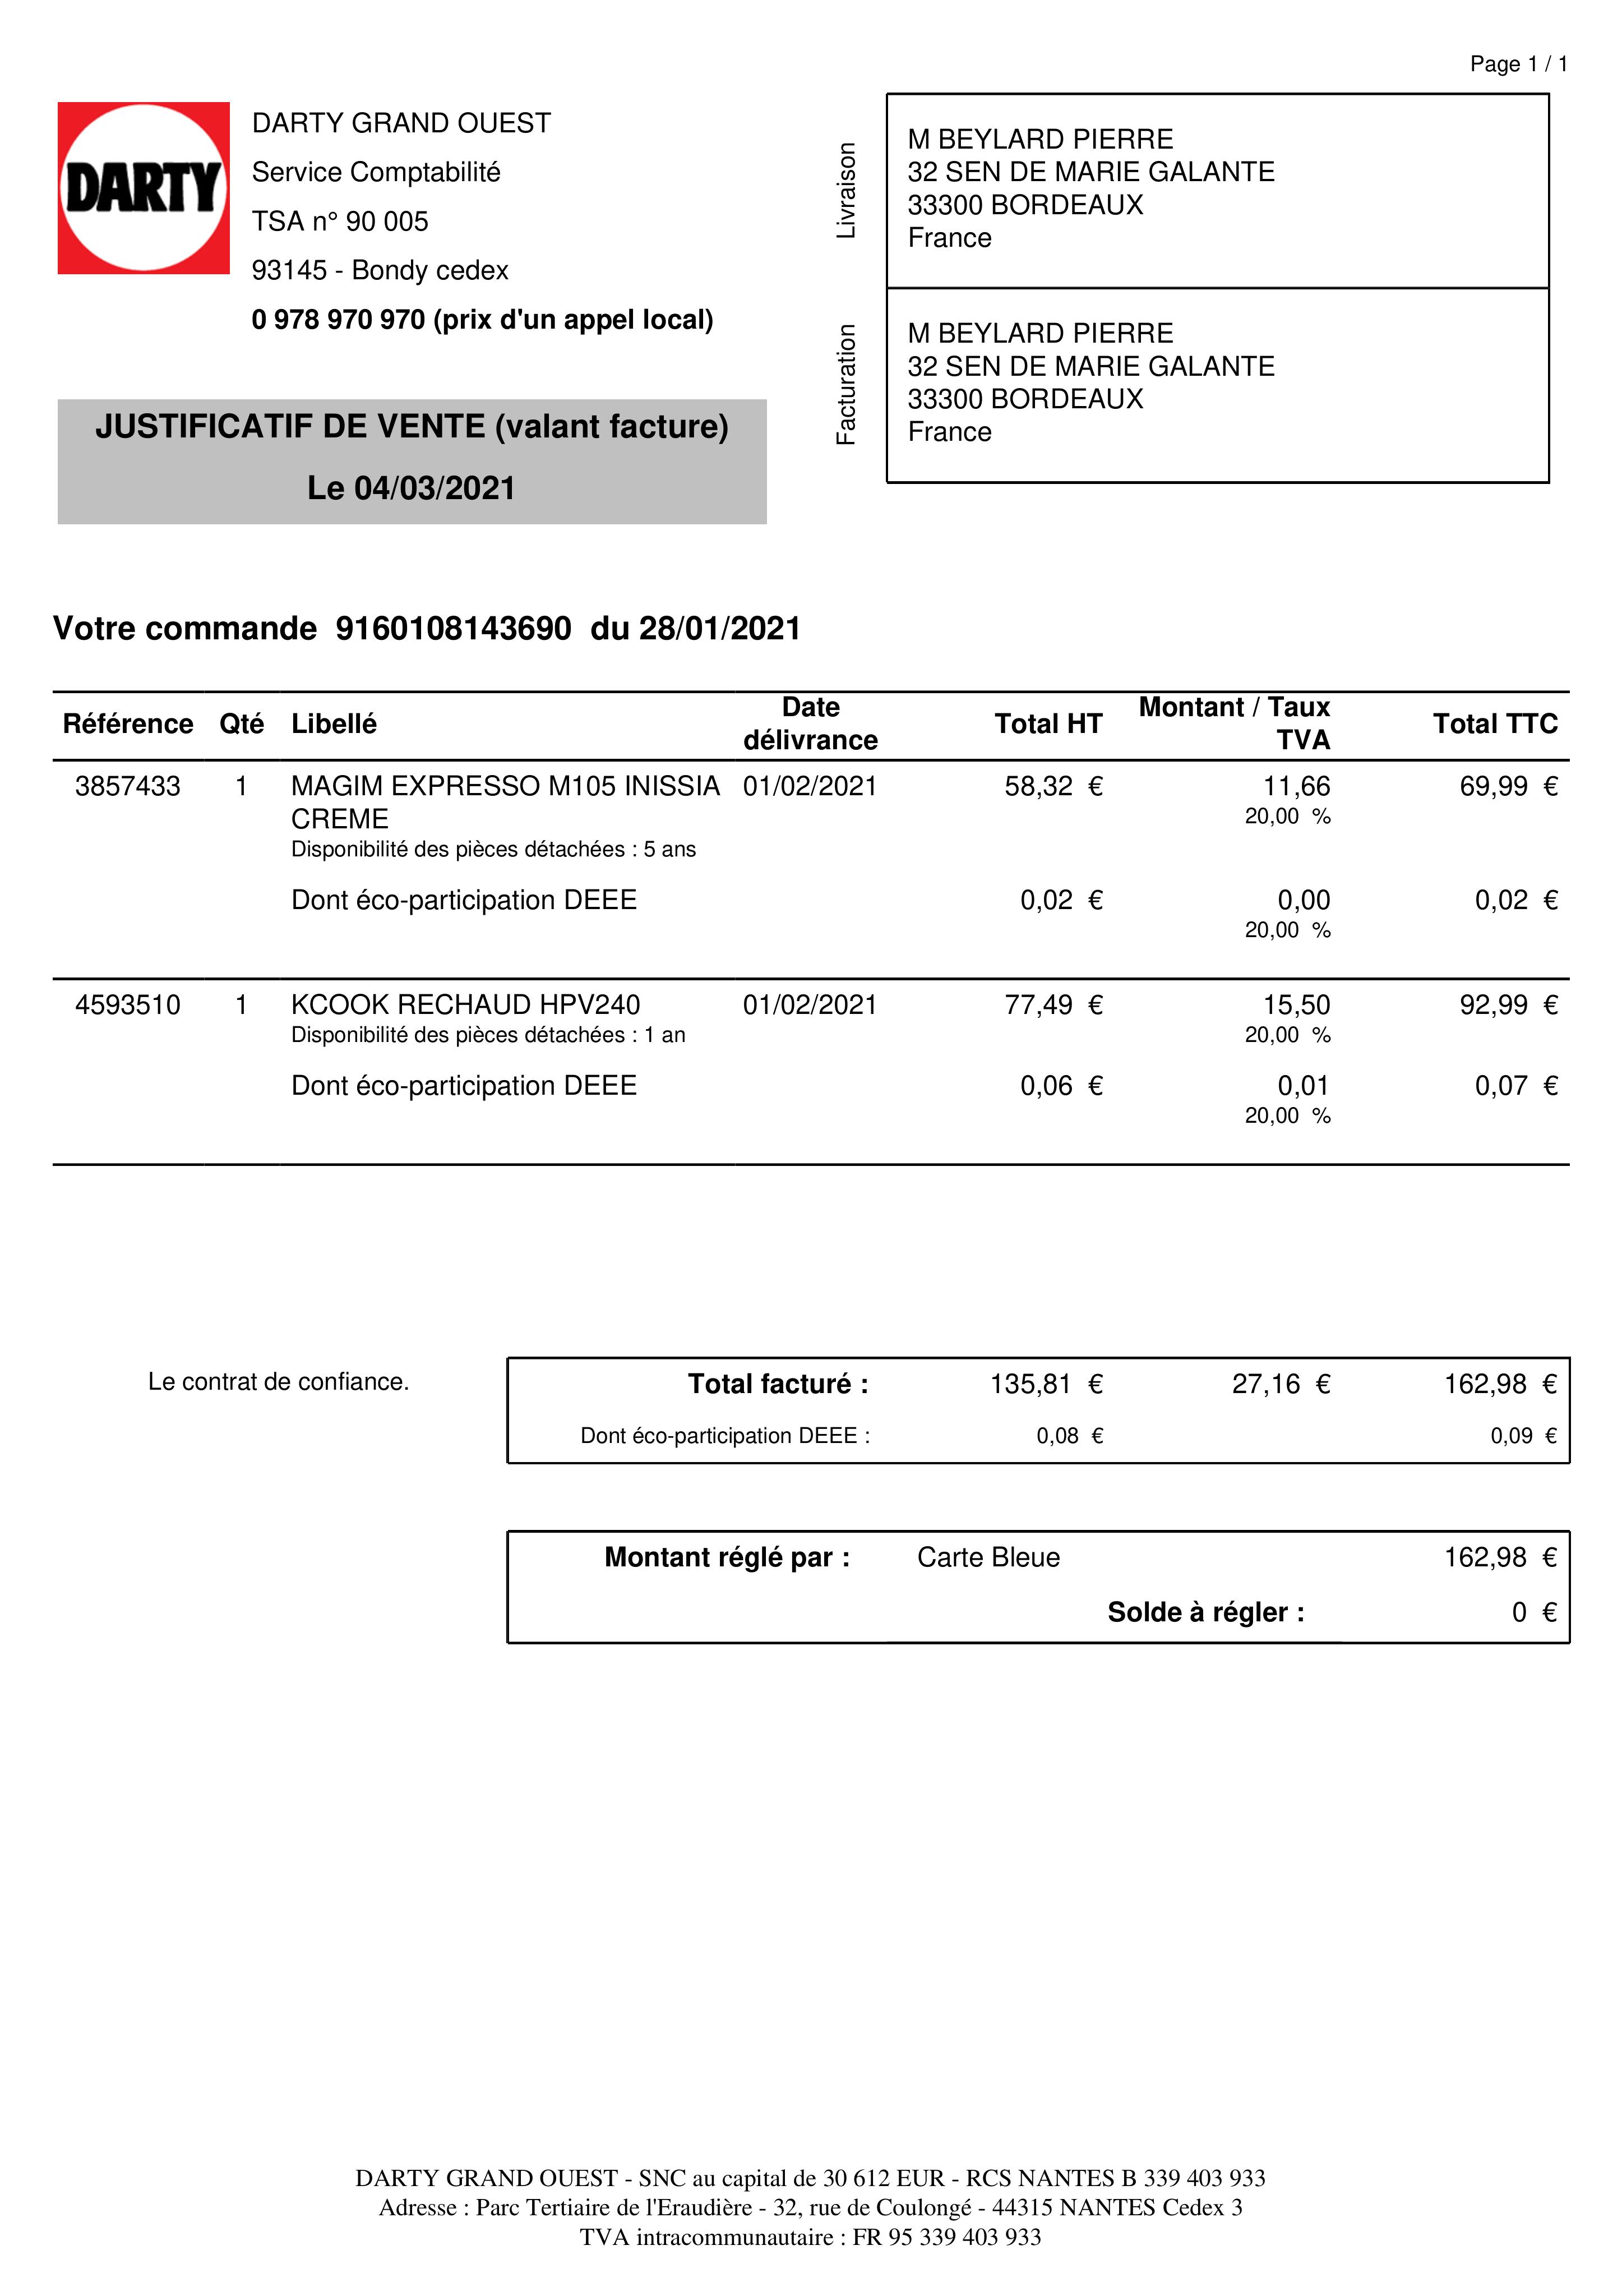 Page 1 / 1
DARTY
DARTY GRAND OUEST
Service Comptabilité
TSA n° 90 005
93145 - Bondy cedex
0 978 970 970 (prix d'un appel local)
Livraison
M BEYLARD PIERRE
32 SEN DE MARIE GALANTE
33300 BORDEAUX
France
Facturation
M BEYLARD PIERRE
32 SEN DE MARIE GALANTE
33300 BORDEAUX
France
JUSTIFICATIF DE VENTE (valant facture)
Le 04/03/2021
Votre commande 9160108143690 du 28/01/2021
Référence Qté Libellé Date délivrance Total HT Montant / Taux TVA Total TTC
3857433 1 MAGIM EXPRESSO M105 INISSIA 01/02/2021 58,32 € 11,66 69,99 €
CREME 20,00 %
Disponibilité des pièces détachées : 5 ans
Dont éco-participation DEEE 0,02 € 0,00 0,02 €
20,00 %
4593510 1 KCOOK RECHAUD HPV240 01/02/2021 77,49 € 15,50 92,99 €
Disponibilité des pièces détachées : 1 an 20,00 %
Dont éco-participation DEEE 0,06 € 0,01 0,07 €
20,00 %
Le contrat de confiance.
Total facturé : 135,81 € 27,16 € 162,98 €
Dont éco-participation DEEE : 0,08 € 0,09 €
Montant réglé par : Carte Bleue 162,98 €
Solde à régler : 0 €
DARTY GRAND OUEST - SNC au capital de 30 612 EUR - RCS NANTES B 339 403 933
Adresse : Parc Tertiaire de l'Eraudière - 32, rue de Coulongé - 44315 NANTES Cedex 3
TVA intracommunautaire : FR 95 339 403 933